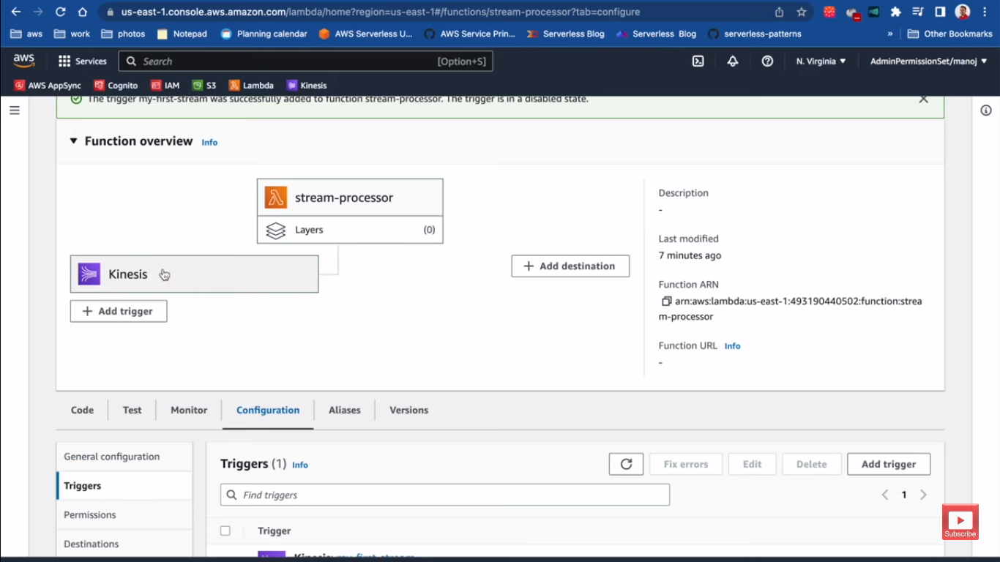 us-east-1.console.aws.amazon.com/lambda/home?region=us-east-1#/functions/stream-processor?tab=configure
aws work photos Notepad Planning calendar AWS Serverless U... AWS Service Prin... Serverless Blog Serverless Blog serverless-patterns » Other Bookmarks
aws Services Search [Option+S] N. Virginia AdminPermissionSet/manoj
AWS AppSync Cognito IAM S3 Lambda Kinesis
The trigger my-first-stream was successfully added to function stream-processor. The trigger is in a disabled state.
Function overview Info
stream-processor
Layers (0)
Kinesis
+ Add trigger
+ Add destination
Description
-
Last modified
7 minutes ago
Function ARN
arn:aws:lambda:us-east-1:493190440502:function:strea
m-processor
Function URL Info
-
Code Test Monitor Configuration Aliases Versions
General configuration
Triggers
Permissions
Destinations
Triggers (1) Info
Fix errors Edit Delete Add trigger
Find triggers
1
Trigger
Kinesis: my-first-stream
Subscribe